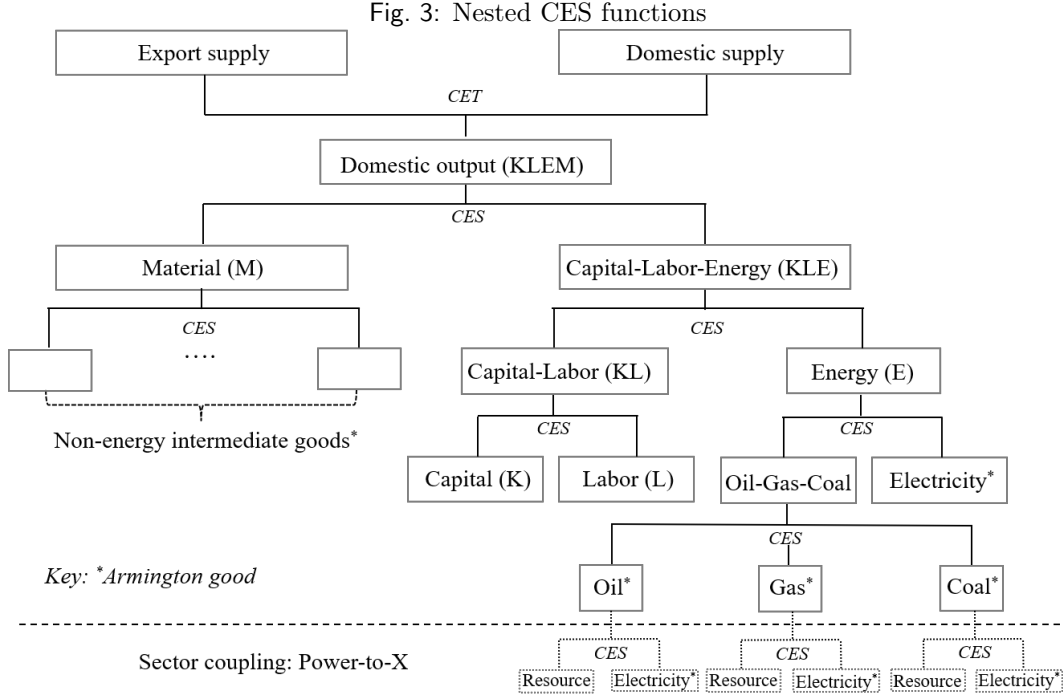 Fig. 3: Nested CES functions
Export supply
Domestic supply
CET
Domestic output (KLEM)
CES
Material (M)
Capital-Labor-Energy (KLE)
CES
CES
....
Capital-Labor (KL)
Energy (E)
Non-energy intermediate goods*
CES
CES
Capital (K)
Labor (L)
Oil-Gas-Coal
Electricity*
CES
Key: *Armington good
Oil*
Gas*
Coal*
Sector coupling: Power-to-X
CES
CES
CES
Resource
Electricity*
Resource
Electricity*
Resource
Electricity*